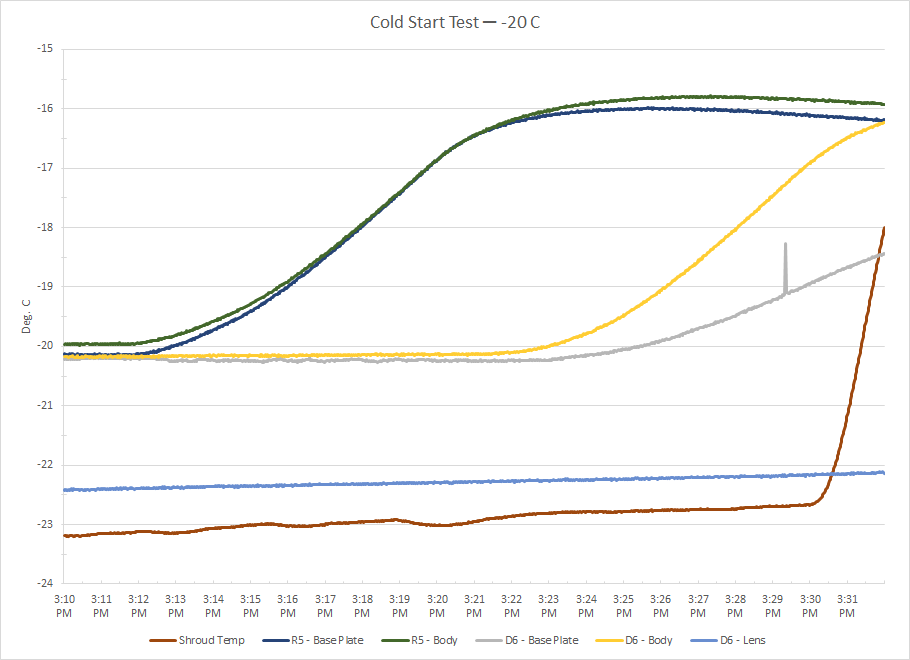 Cold Start Test — -20 C
-15
-16
-17
-18
-19
-20
-21
-22
-23
-24
Deg. C
3:10 PM
3:11 PM
3:12 PM
3:13 PM
3:14 PM
3:15 PM
3:16 PM
3:17 PM
3:18 PM
3:19 PM
3:20 PM
3:21 PM
3:22 PM
3:23 PM
3:24 PM
3:25 PM
3:26 PM
3:27 PM
3:28 PM
3:29 PM
3:30 PM
3:31 PM
Shroud Temp
R5 - Base Plate
R5 - Body
D6 - Base Plate
D6 - Body
D6 - Lens